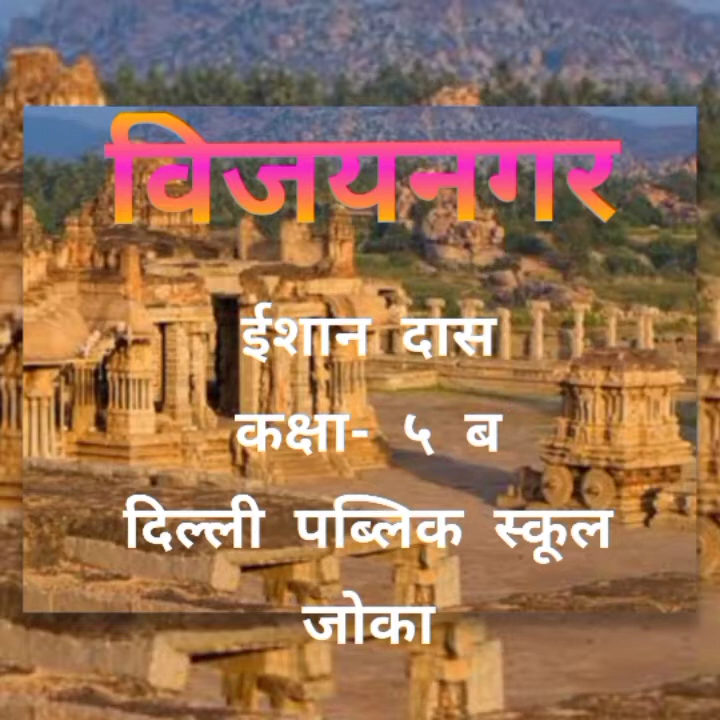 विजयनगर
ईशान दास
कक्षा- ५ ब
दिल्ली पब्लिक स्कूल
जोका